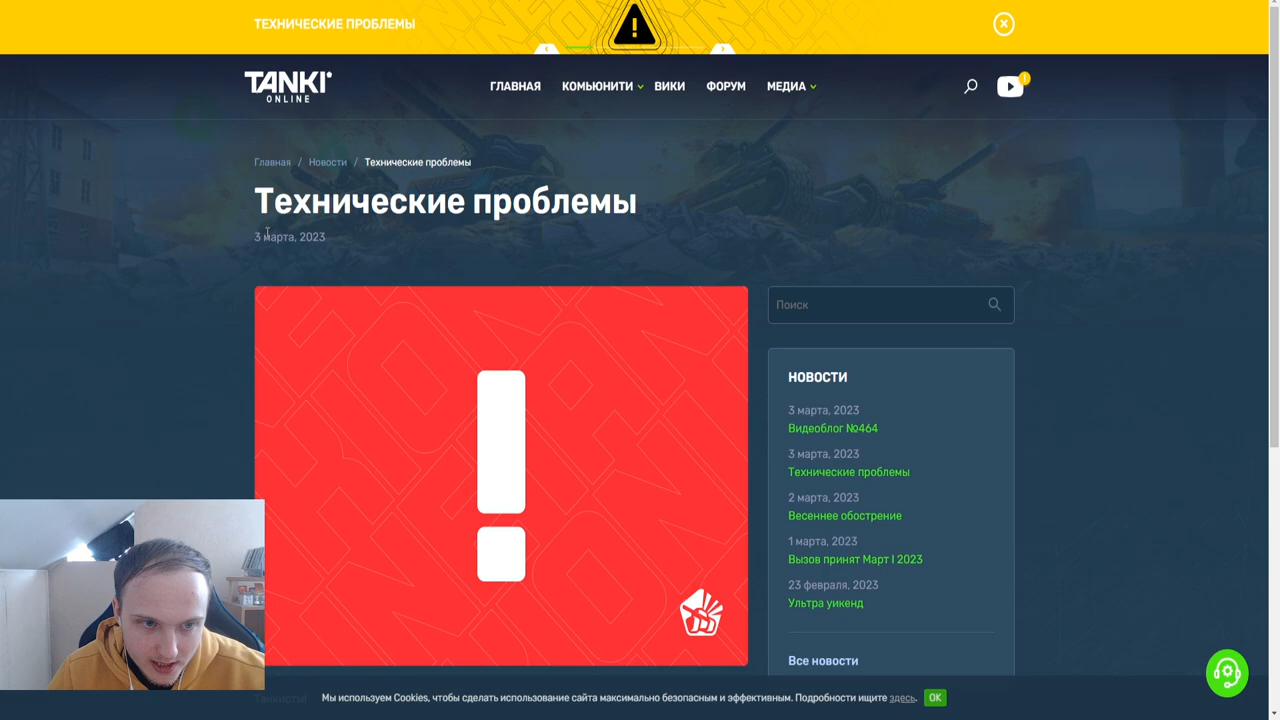 ТЕХНИЧЕСКИЕ ПРОБЛЕМЫ
TANKI
ONLINE
ГЛАВНАЯ
КОМЬЮНИТИ
ВИКИ
ФОРУМ
МЕДИА
1
Главная / Новости / Технические проблемы
Технические проблемы
3 марта, 2023
Поиск
НОВОСТИ
3 марта, 2023
Видеоблог №464
3 марта, 2023
Технические проблемы
2 марта, 2023
Весеннее обострение
1 марта, 2023
Вызов принят Март I 2023
23 февраля, 2023
Ультра уикенд
Все новости
Танкисты!
Мы используем Cookies, чтобы сделать использование сайта максимально безопасным и эффективным. Подробности ищите здесь.
OK